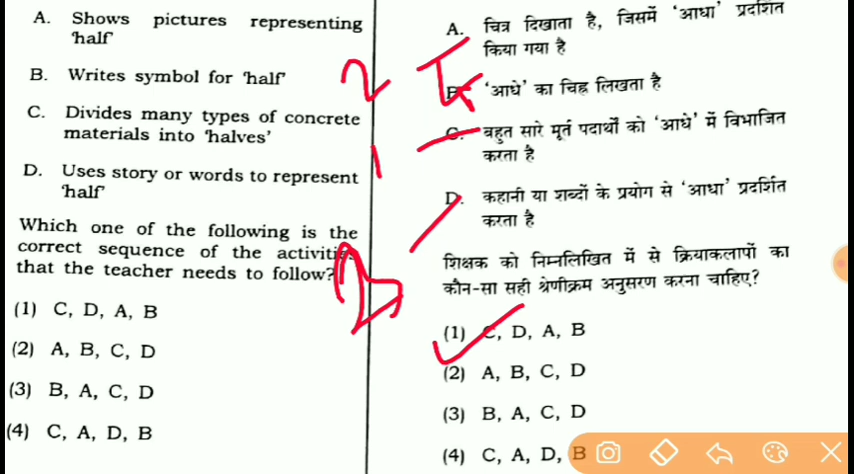 A. Shows pictures representing
'half'
B. Writes symbol for 'half'
C. Divides many types of concrete
materials into 'halves'
D. Uses story or words to represent
'half'
Which one of the following is the
correct sequence of the
that the teacher needs to follow?
(1) C, D, A, B
(2) A, B, C, D
(3) B, A, C, D
(4) C, A, D, B
A. चित्र दिखाता है, जिसमें 'आधा' प्रदर्शित
किया गया है
B. 'आधे' का चिह्न लिखता है
C. बहुत सारे मूर्त पदार्थों को 'आधे' में विभाजित
करता है
D. कहानी या शब्दों के प्रयोग से 'आधा' प्रदर्शित
करता है
शिक्षक को निम्नलिखित में से क्रियाकलापों का
कौन-सा सही श्रेणीक्रम अनुसरण करना चाहिए?
(1) C, D, A, B
(2) A, B, C, D
(3) B, A, C, D
(4) C, A, D, B
2
1